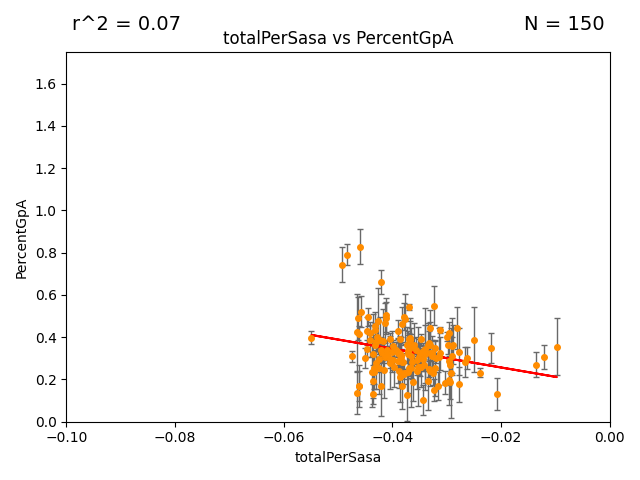 r^2 = 0.07
N = 150
totalPerSasa vs PercentGpA
PercentGpA
1.6
1.4
1.2
1.0
0.8
0.6
0.4
0.2
0.0
−0.10 −0.08 −0.06 −0.04 −0.02 0.00
totalPerSasa